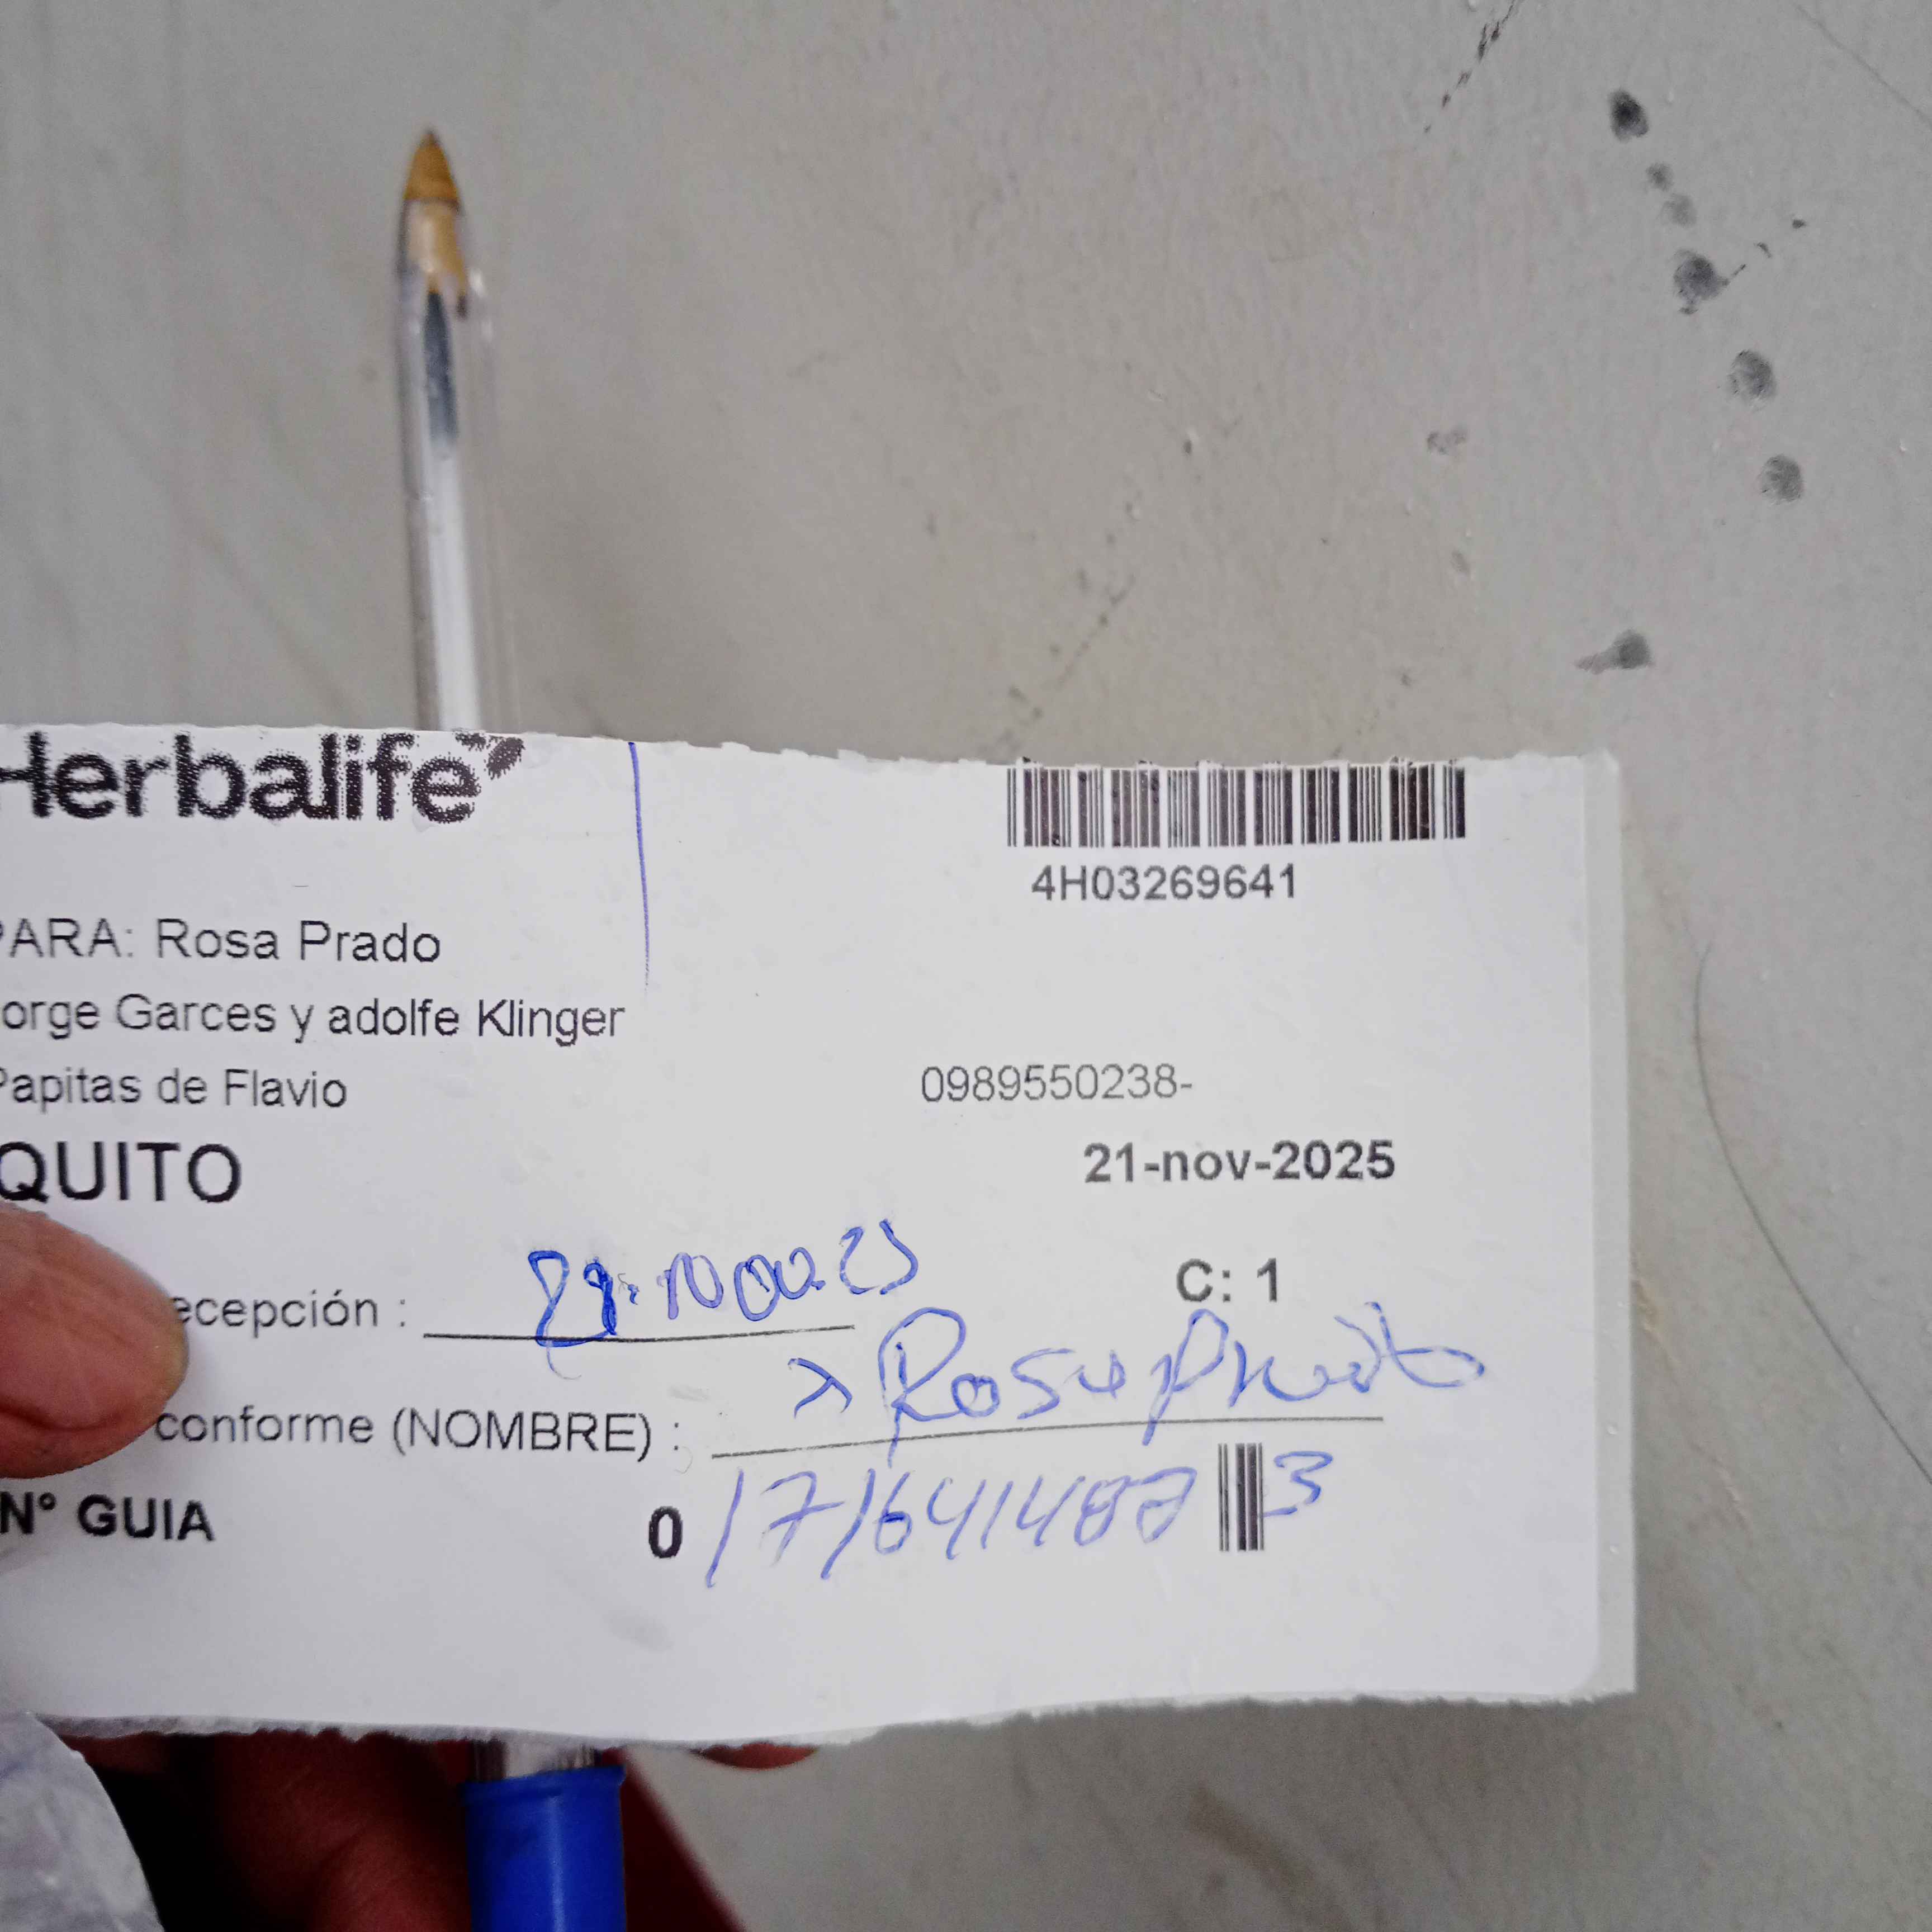 Herbalife
4H03269641
PARA: Rosa Prado
orge Garces y adolfe Klinger
Papitas de Flavio
0989550238-
QUITO
21-nov-2025
ecepción :
C: 1
conforme (NOMBRE) : Rosa Prado
N° GUIA 0